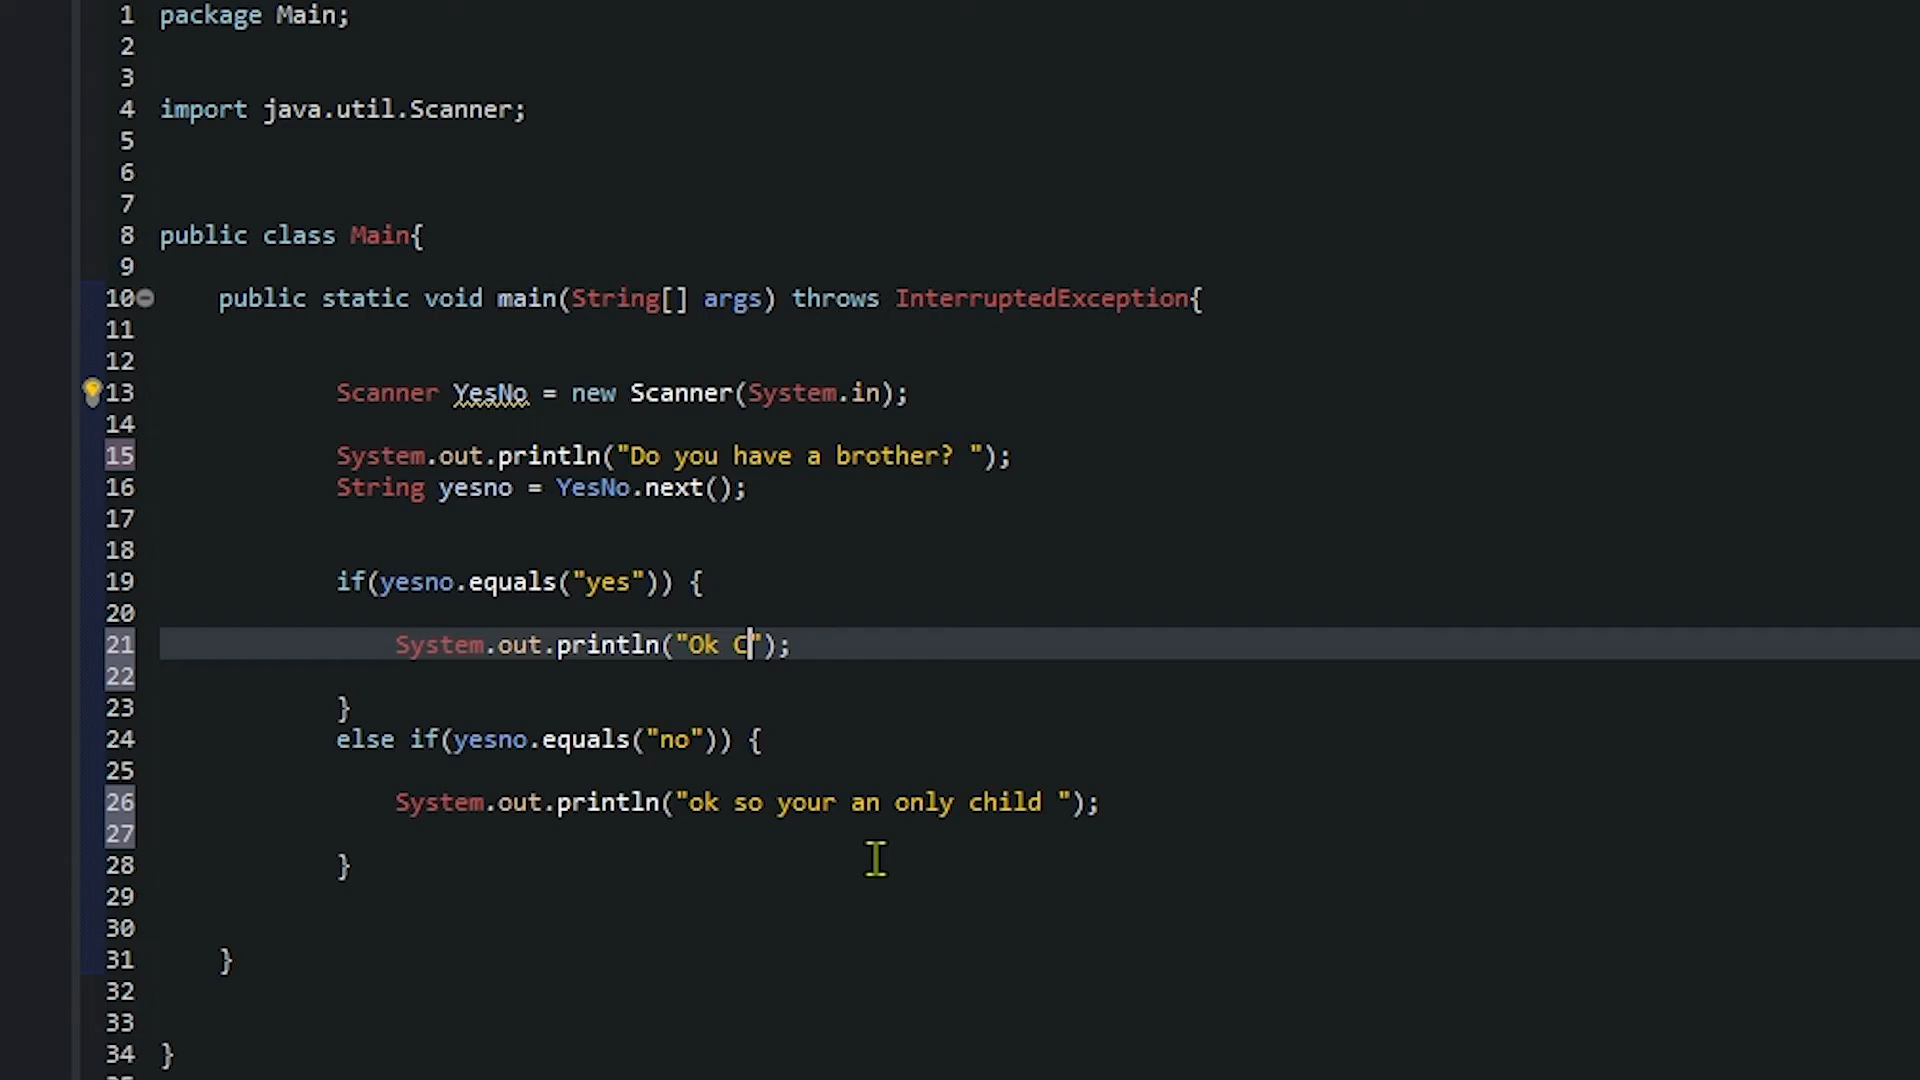 1 package Main;
2
3
4 import java.util.Scanner;
5
6
7
8 public class Main{
9
10 public static void main(String[] args) throws InterruptedException{
11
12
13 Scanner YesNo = new Scanner(System.in);
14
15 System.out.println("Do you have a brother? ");
16 String yesno = YesNo.next();
17
18
19 if(yesno.equals("yes")) {
20
21 System.out.println("Ok C");
22
23 }
24 else if(yesno.equals("no")) {
25
26 System.out.println("ok so your an only child ");
27
28 }
29
30
31 }
32
33
34 }